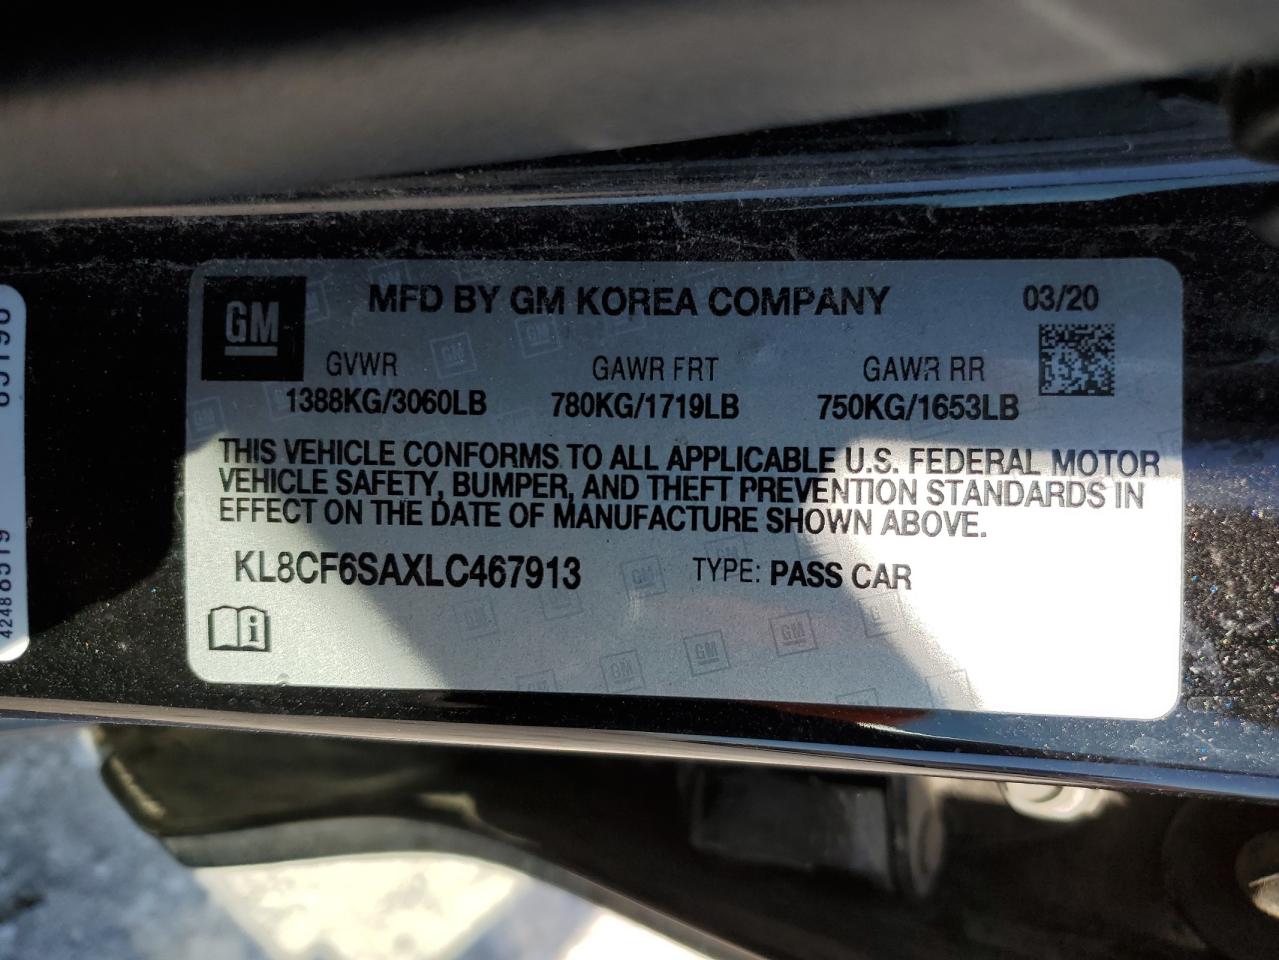 GM
MFD BY GM KOREA COMPANY
03/20
GVWR
GAWR FRT
GAWR RR
1388KG/3060LB
780KG/1719LB
750KG/1653LB
THIS VEHICLE CONFORMS TO ALL APPLICABLE U.S. FEDERAL MOTOR
VEHICLE SAFETY, BUMPER, AND THEFT PREVENTION STANDARDS IN
EFFECT ON THE DATE OF MANUFACTURE SHOWN ABOVE.
KL8CF6SAXLC467913
TYPE: PASS CAR
i